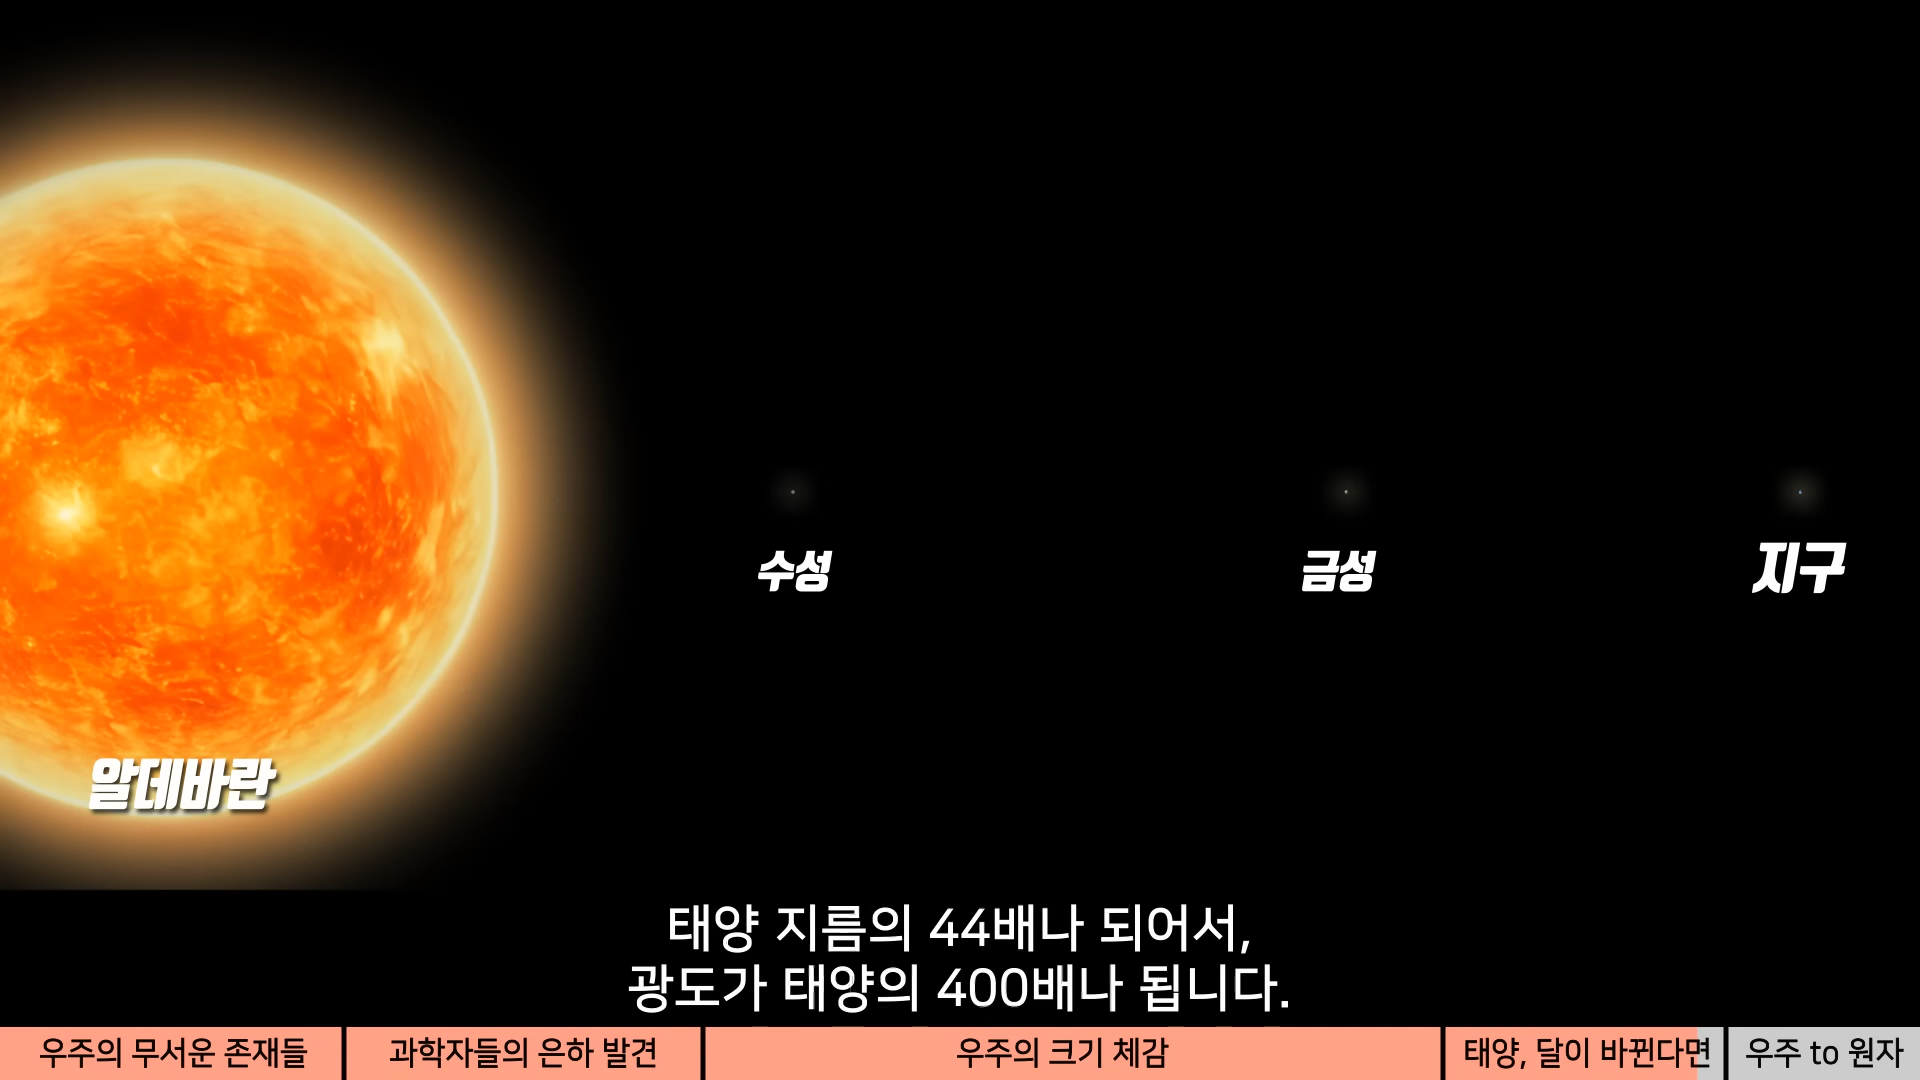 수성
금성
지구
알데바란
태양 지름의 44배나 되어서,
광도가 태양의 400배나 됩니다.
우주의 무서운 존재들
과학자들의 은하 발견
우주의 크기 체감
태양, 달이 바뀐다면
우주 to 원자